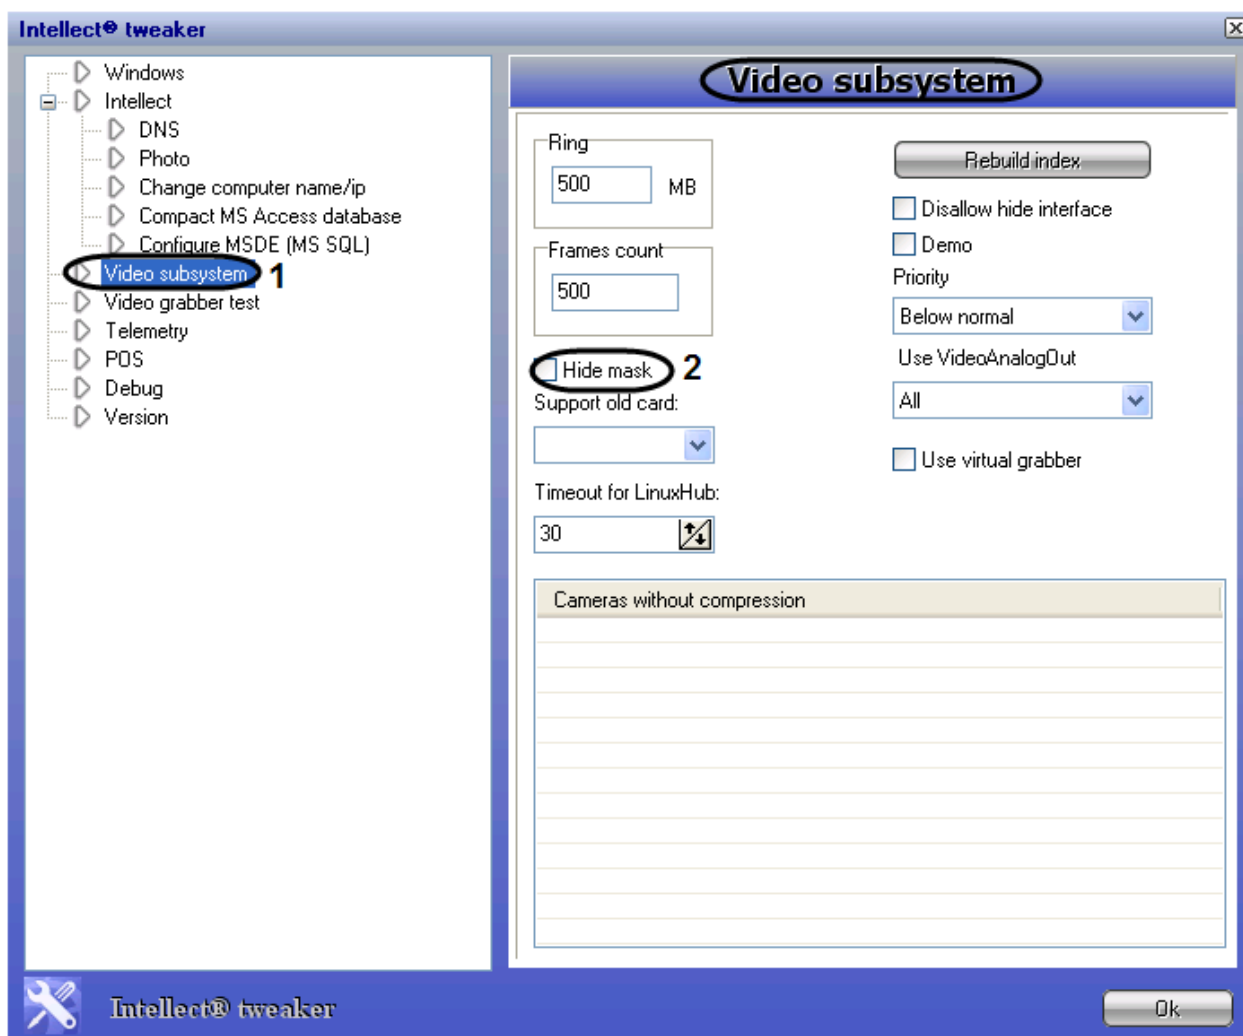 Intellect® tweaker
Windows
Intellect
DNS
Photo
Change computer name/ip
Compact MS Access database
Configure MSDE (MS SQL)
Video subsystem 1
Video grabber test
Telemetry
POS
Debug
Version
Video subsystem
Ring
500 MB
Frames count
500
Hide mask 2
Support old card:
Timeout for LinuxHub:
30
Rebuild index
Disallow hide interface
Demo
Priority
Below normal
Use VideoAnalogOut
All
Use virtual grabber
Cameras without compression
Intellect® tweaker
Ok